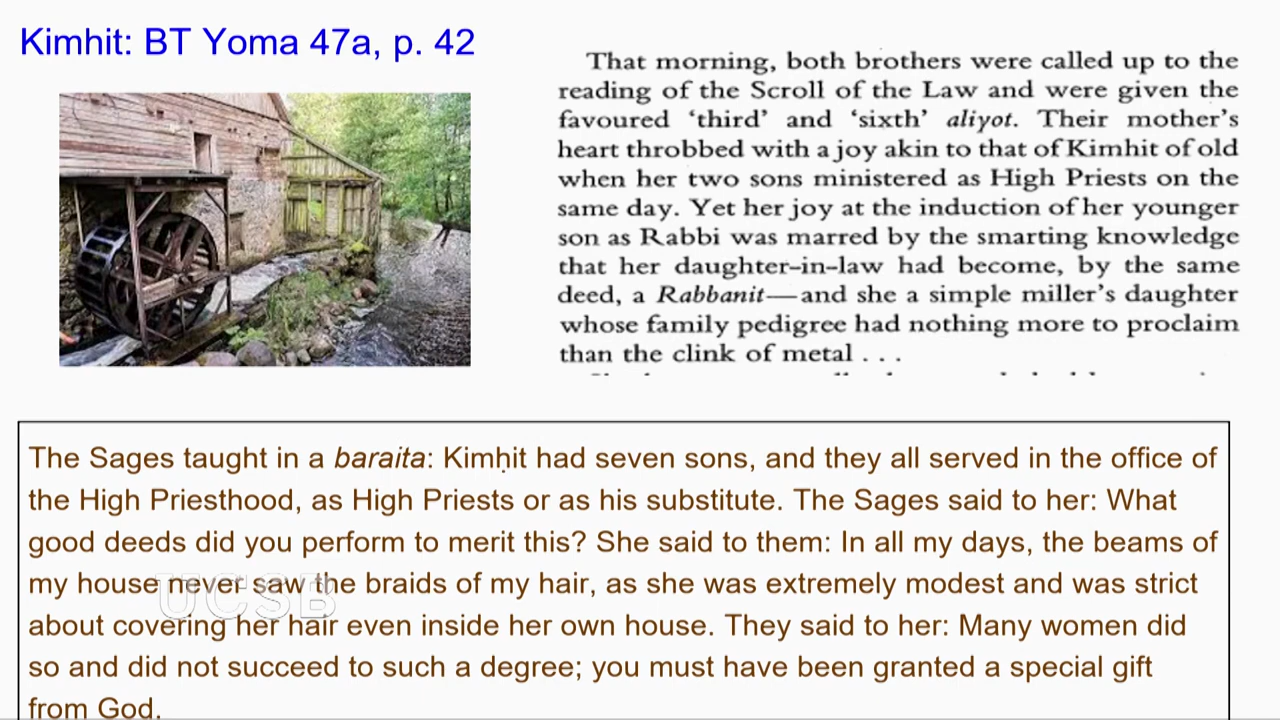 Kimhit: BT Yoma 47a, p. 42
That morning, both brothers were called up to the
reading of the Scroll of the Law and were given the
favoured ‘third’ and ‘sixth’ aliyot. Their mother’s
heart throbbed with a joy akin to that of Kimhit of old
when her two sons ministered as High Priests on the
same day. Yet her joy at the induction of her younger
son as Rabbi was marred by the smarting knowledge
that her daughter-in-law had become, by the same
deed, a Rabbanit—and she a simple miller’s daughter
whose family pedigree had nothing more to proclaim
than the clink of metal . . .
The Sages taught in a baraita: Kimḥit had seven sons, and they all served in the office of
the High Priesthood, as High Priests or as his substitute. The Sages said to her: What
good deeds did you perform to merit this? She said to them: In all my days, the beams of
my house never saw the braids of my hair, as she was extremely modest and was strict
about covering her hair even inside her own house. They said to her: Many women did
so and did not succeed to such a degree; you must have been granted a special gift
from God.
UCSB